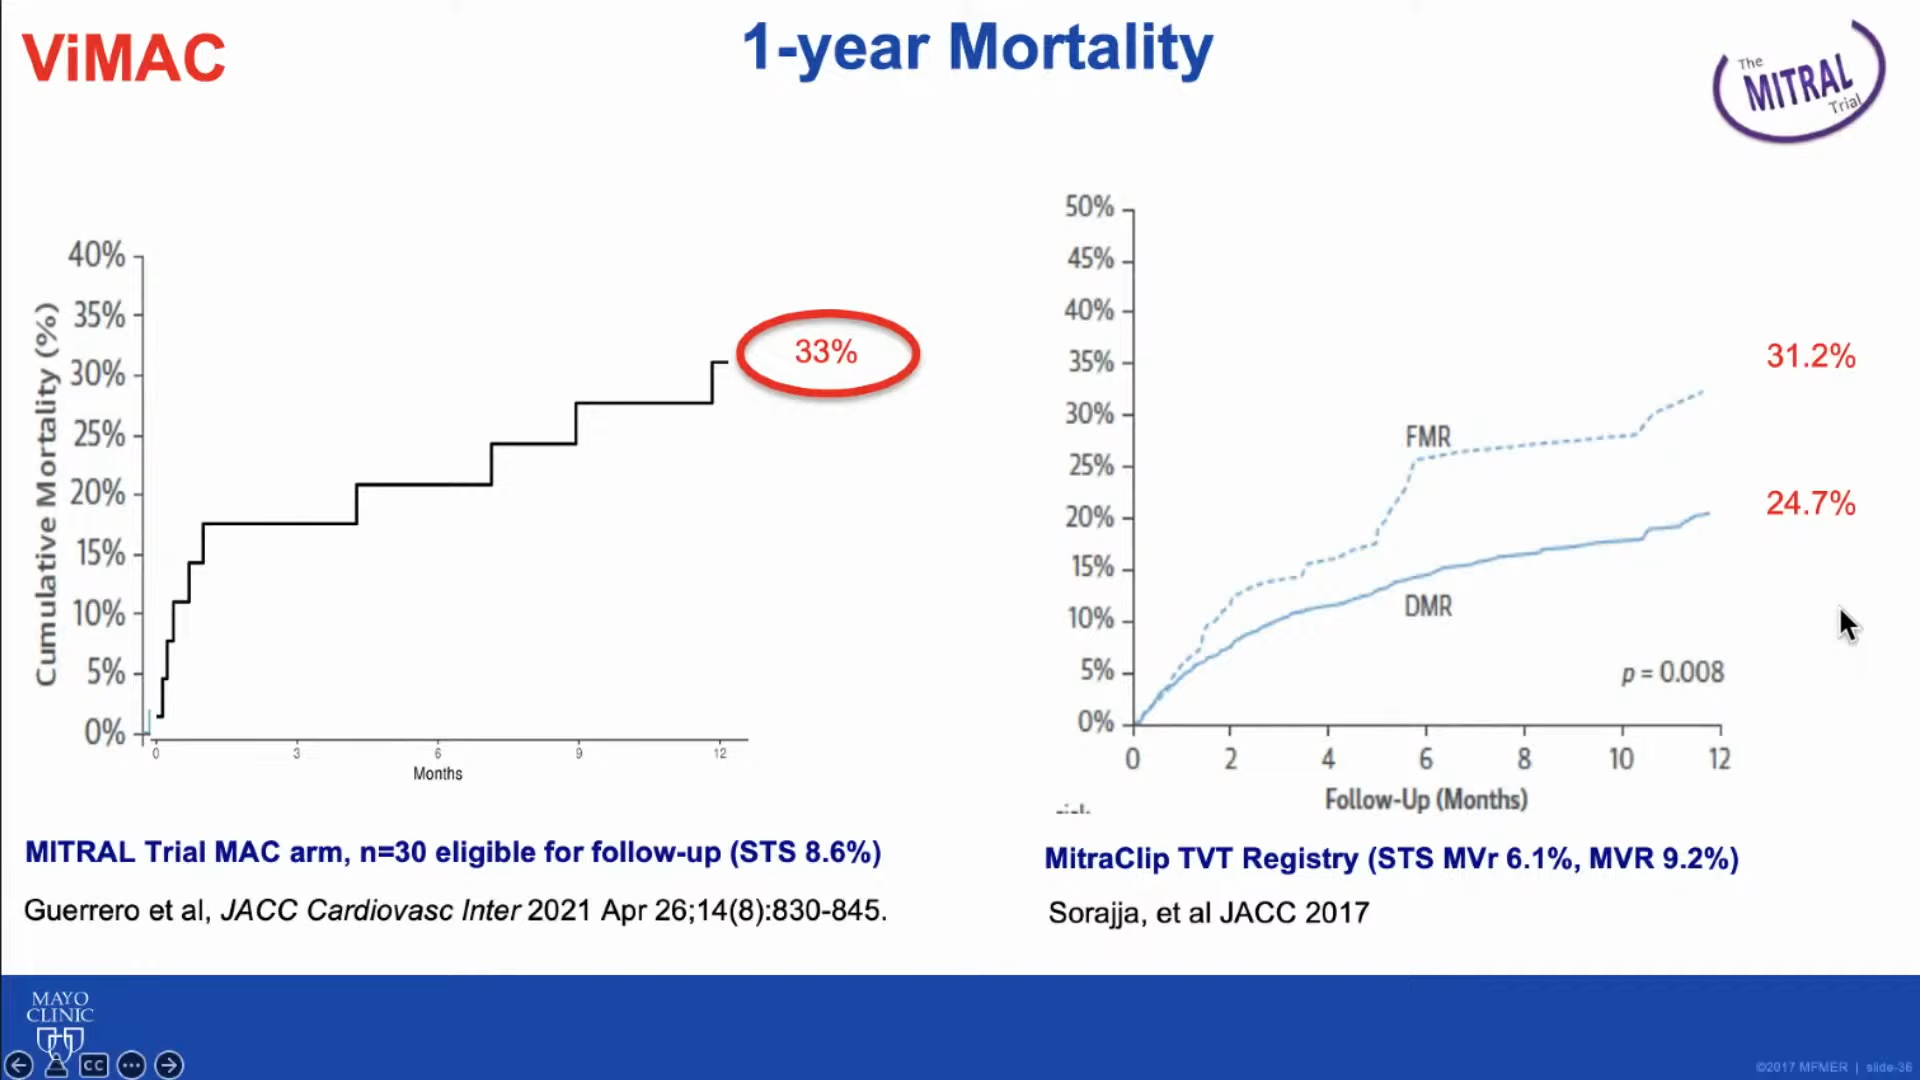 ViMAC
1-year Mortality
The
MITRAL
Trial
Cumulative Mortality (%)
40%
35%
30%
25%
20%
15%
10%
5%
0%
33%
0
3
6
9
12
Months
50%
45%
40%
35%
30%
25%
20%
15%
10%
5%
0%
31.2%
FMR
24.7%
DMR
p = 0.008
0
2
4
6
8
10
12
Follow-Up (Months)
MITRAL Trial MAC arm, n=30 eligible for follow-up (STS 8.6%)
Guerrero et al, JACC Cardiovasc Inter 2021 Apr 26;14(8):830-845.
MitraClip TVT Registry (STS MVr 6.1%, MVR 9.2%)
Sorajja, et al JACC 2017
MAYO
CLINIC
CC
©2017 MFMER | slide-36